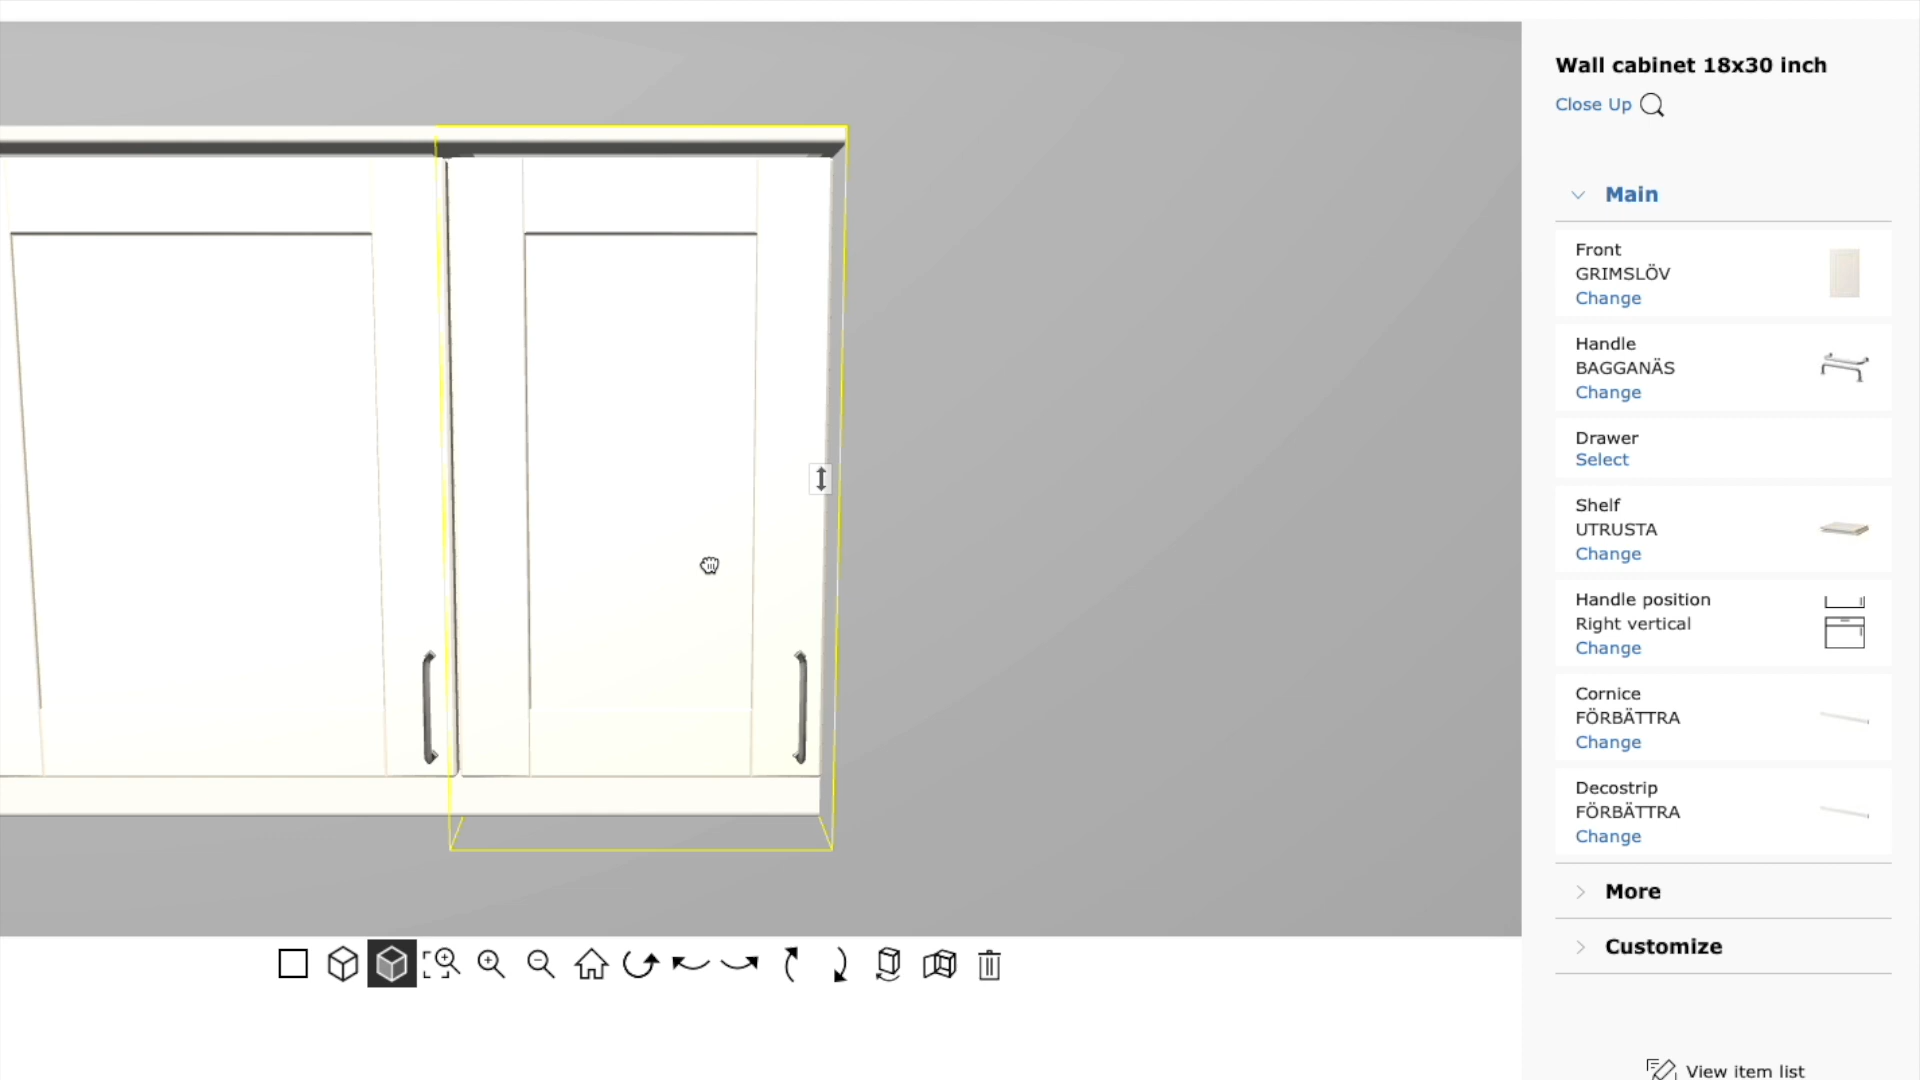 Wall cabinet 18x30 inch
Close Up
Main
Front
GRIMSLÖV
Change
Handle
BAGGANÄS
Change
Drawer
Select
Shelf
UTRUSTA
Change
Handle position
Right vertical
Change
Cornice
FÖRBÄTTRA
Change
Decostrip
FÖRBÄTTRA
Change
More
Customize
View item list